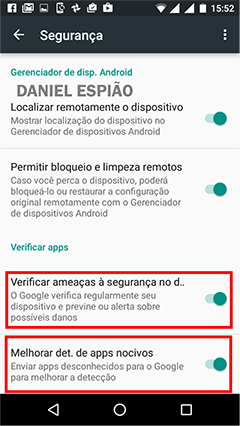 15:52
Segurança
Gerenciador de disp. Android
DANIEL ESPIÃO
Localizar remotamente o dispositivo
Mostrar localização do dispositivo no
Gerenciador de dispositivos Android
Permitir bloqueio e limpeza remotos
Caso você perca o dispositivo, poderá
bloqueá-lo ou restaurar a configuração
original remotamente com o Gerenciador
de dispositivos Android
Verificar apps
Verificar ameaças à segurança no d..
O Google verifica regularmente seu
dispositivo e previne ou alerta sobre
possíveis danos
Melhorar det. de apps nocivos
Enviar apps desconhecidos para o Google
para melhorar a detecção